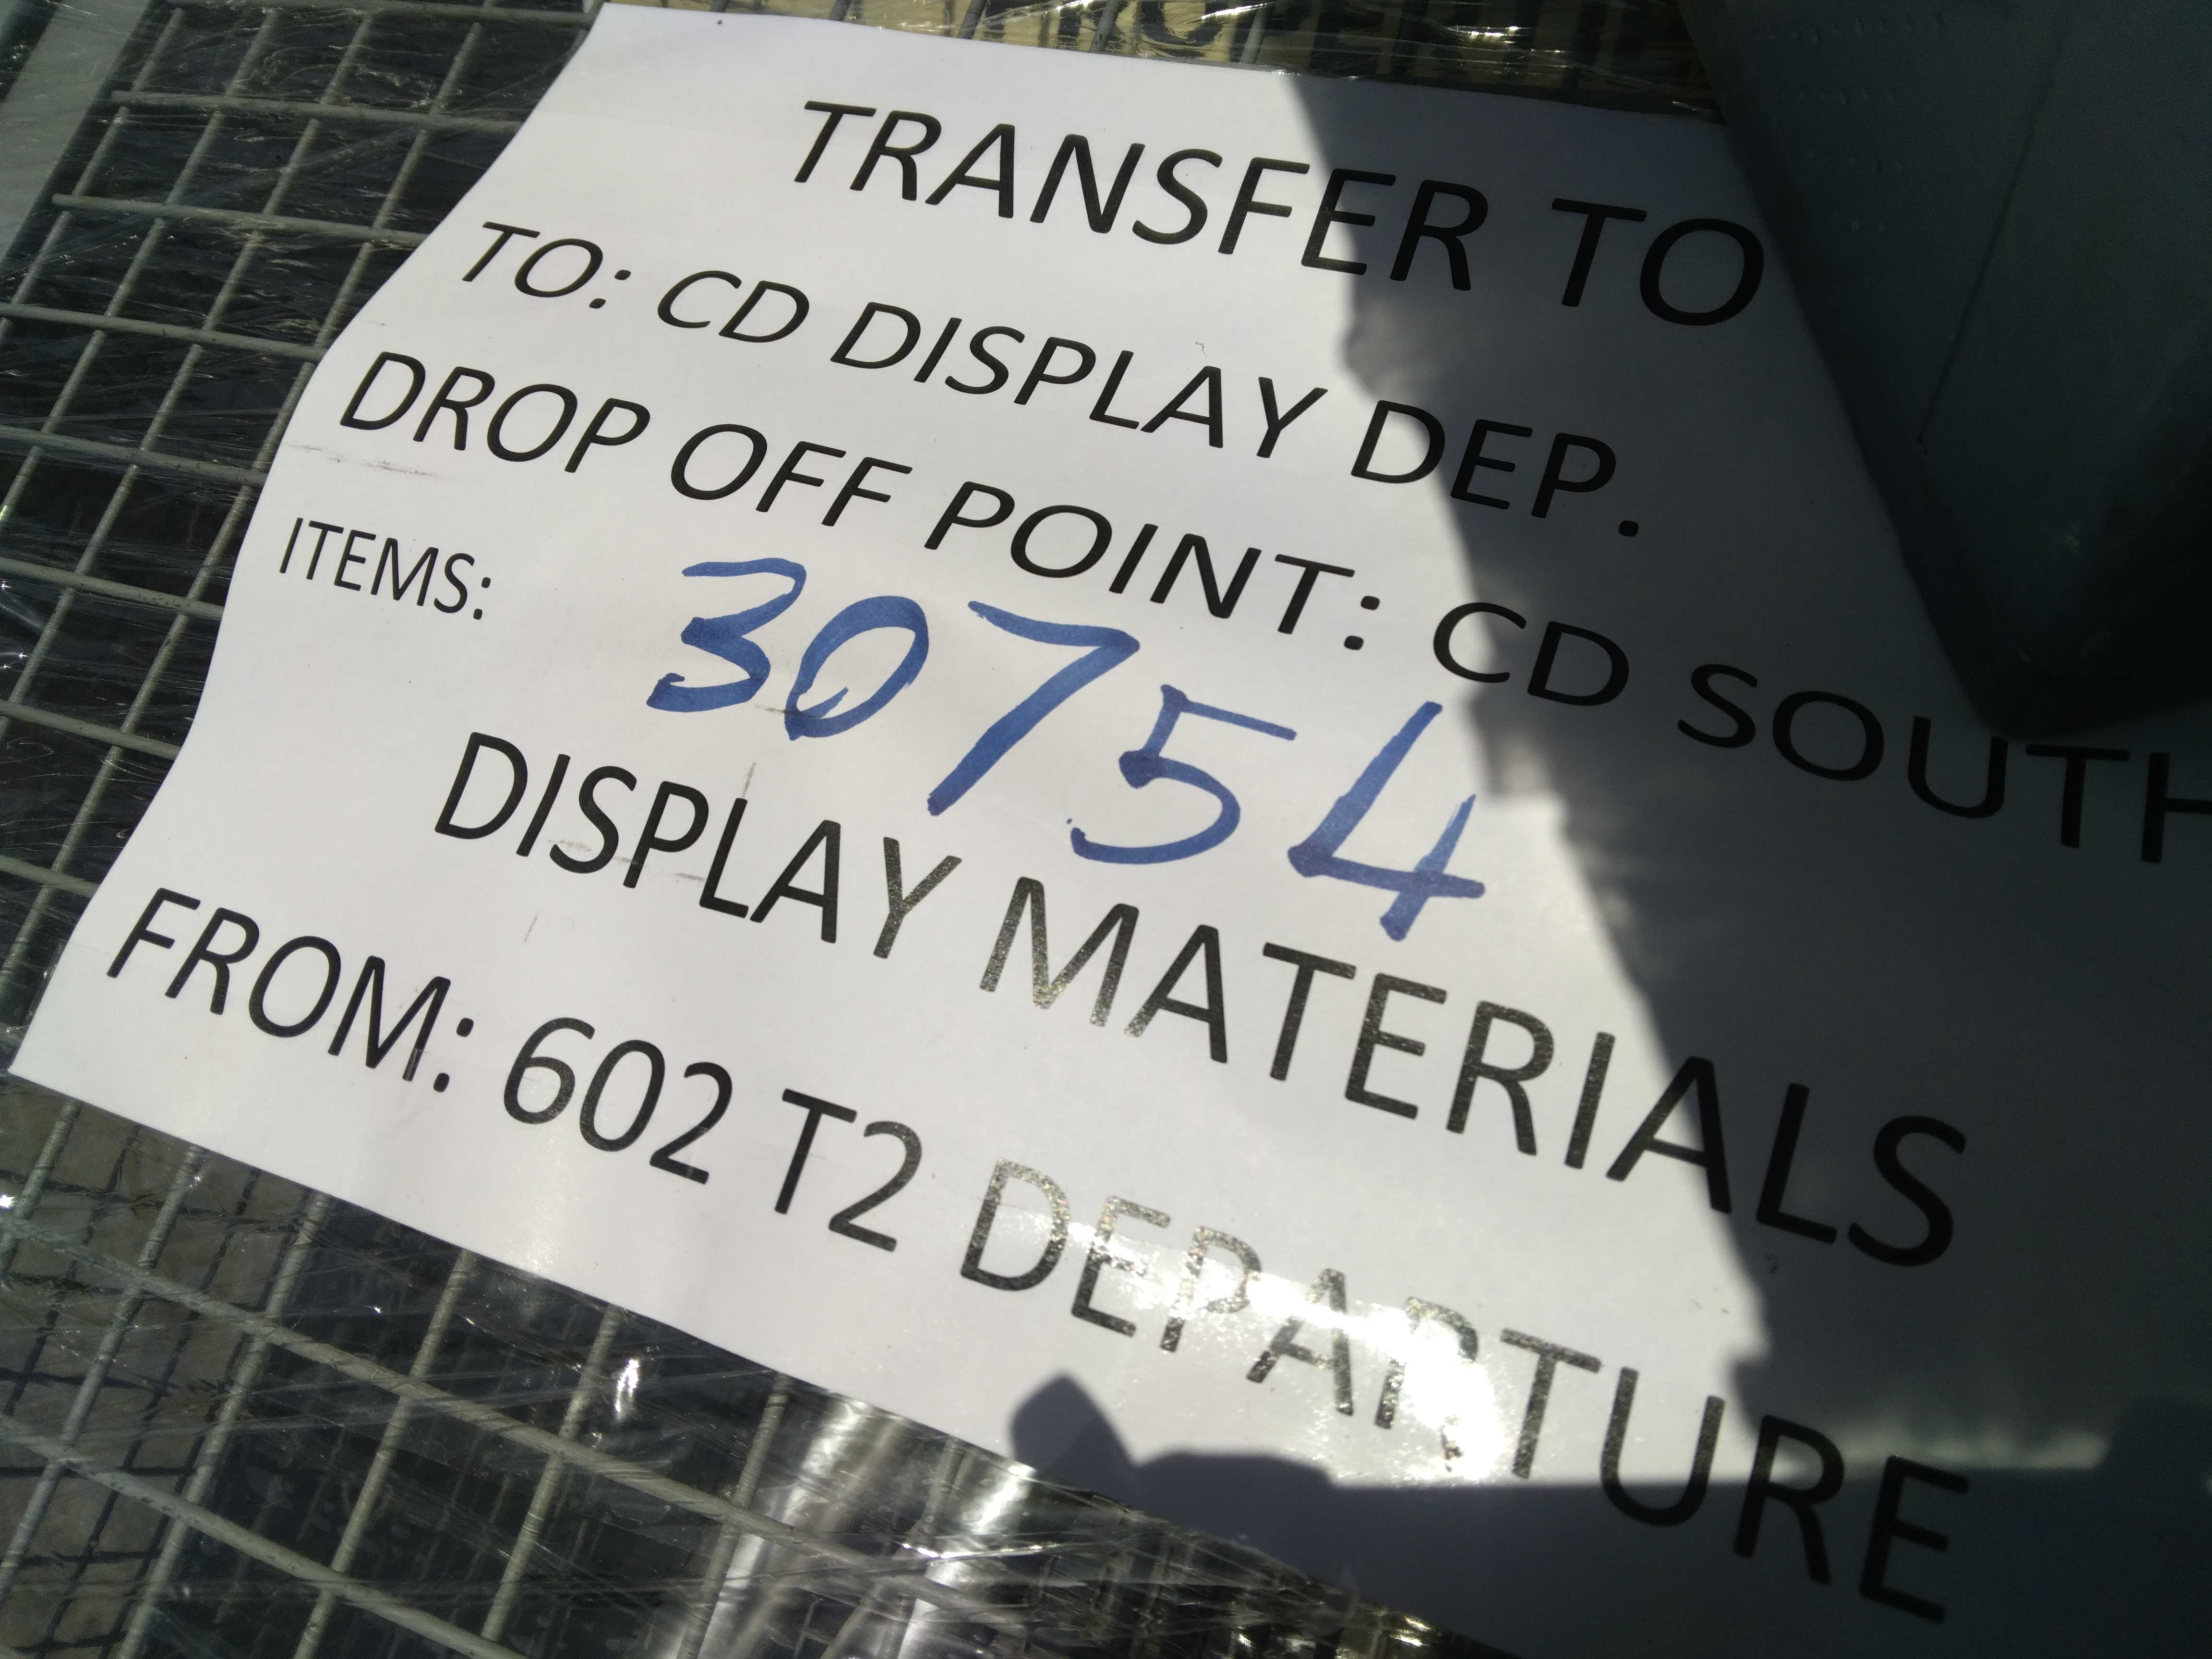 TRANSFER TO
TO: CD DISPLAY DEP.
DROP OFF POINT: CD SOUTH
ITEMS: 30754
DISPLAY MATERIALS
FROM: 602 T2 DEPARTURE